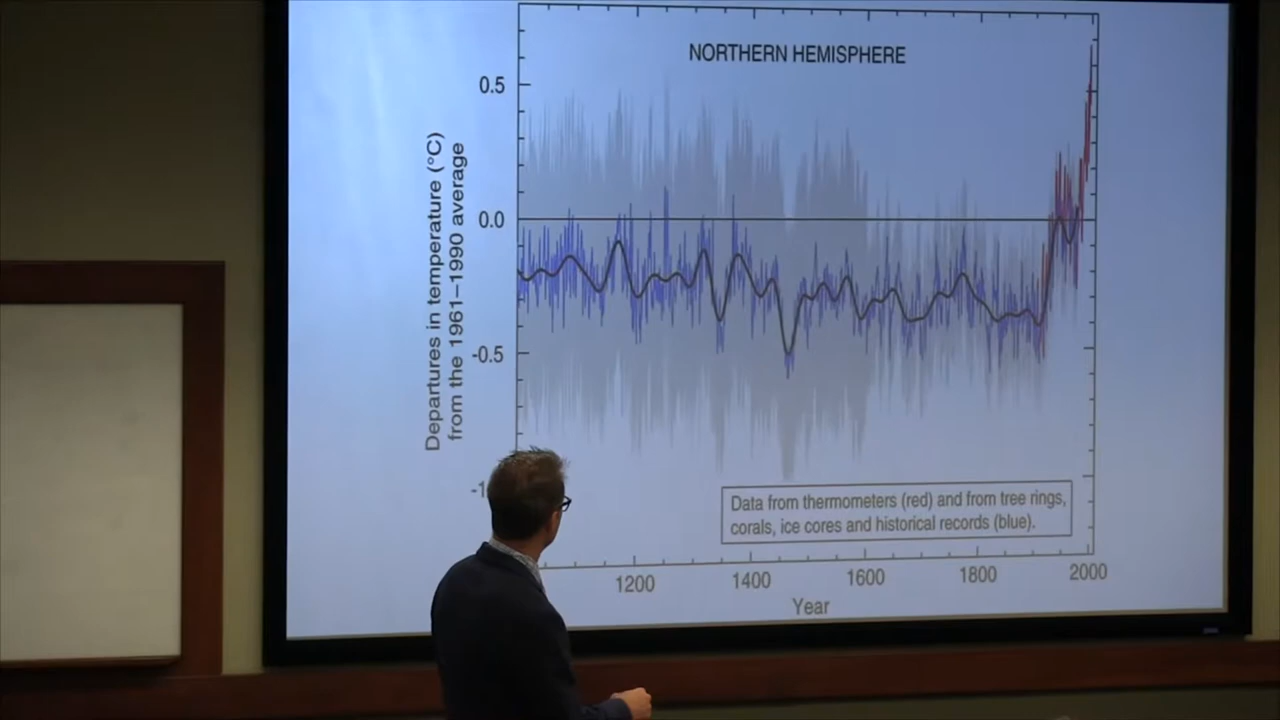 NORTHERN HEMISPHERE
Departures in temperature (°C)
from the 1961–1990 average
0.5
0.0
-0.5
Data from thermometers (red) and from tree rings,
corals, ice cores and historical records (blue).
1200
1400
1600
1800
2000
Year